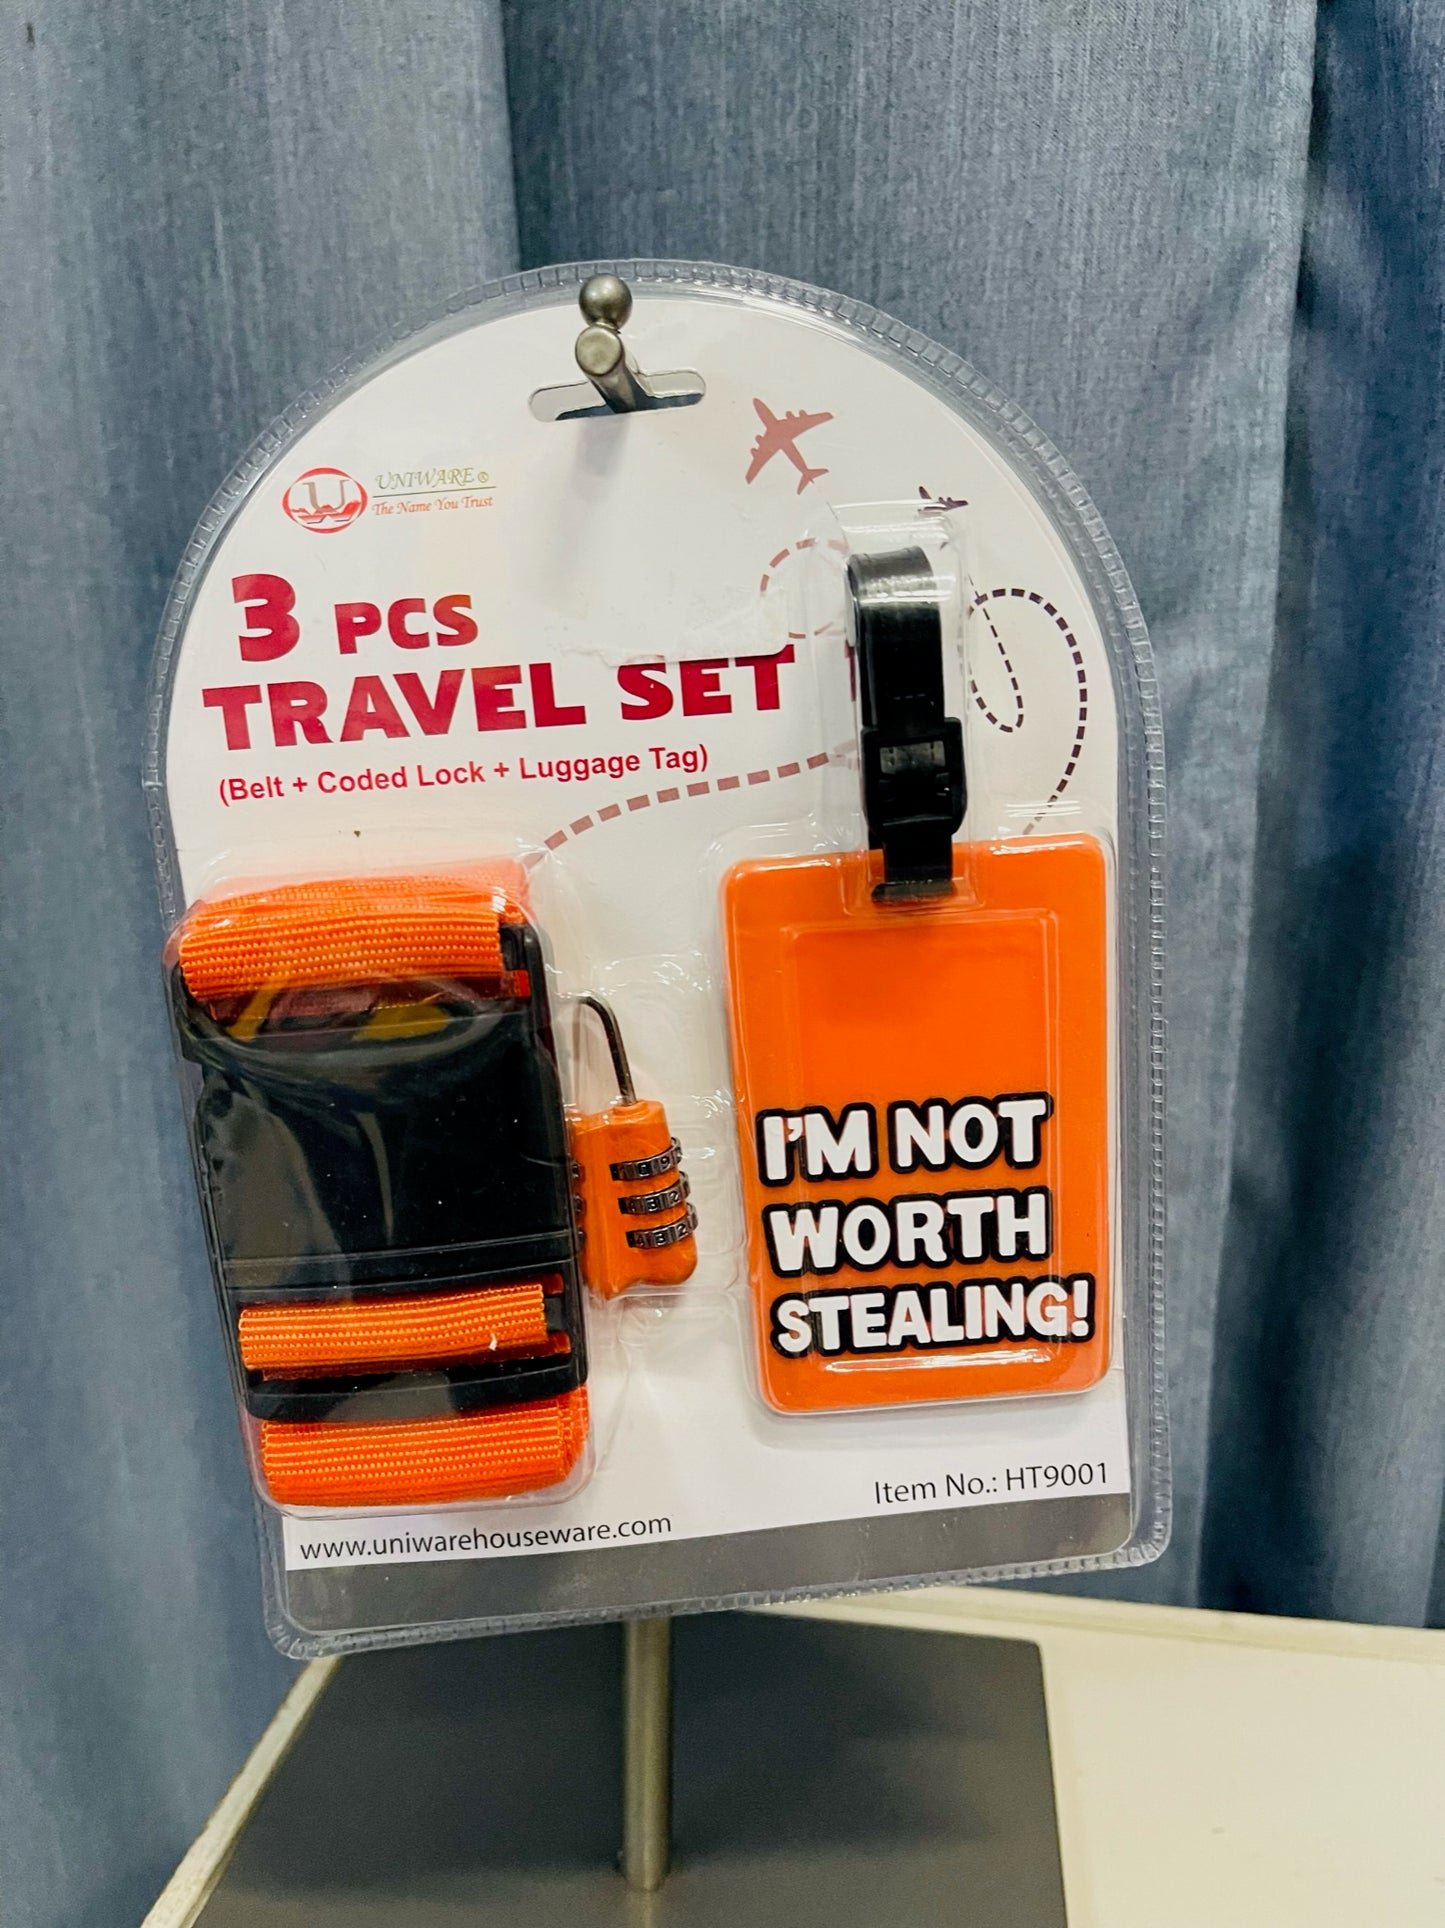 UNIWARE®
The Name You Trust
3 PCS
TRAVEL SET
(Belt + Coded Lock + Luggage Tag)
I'M NOT
WORTH
STEALING!
Item No.: HT9001
www.uniwarehouseware.com